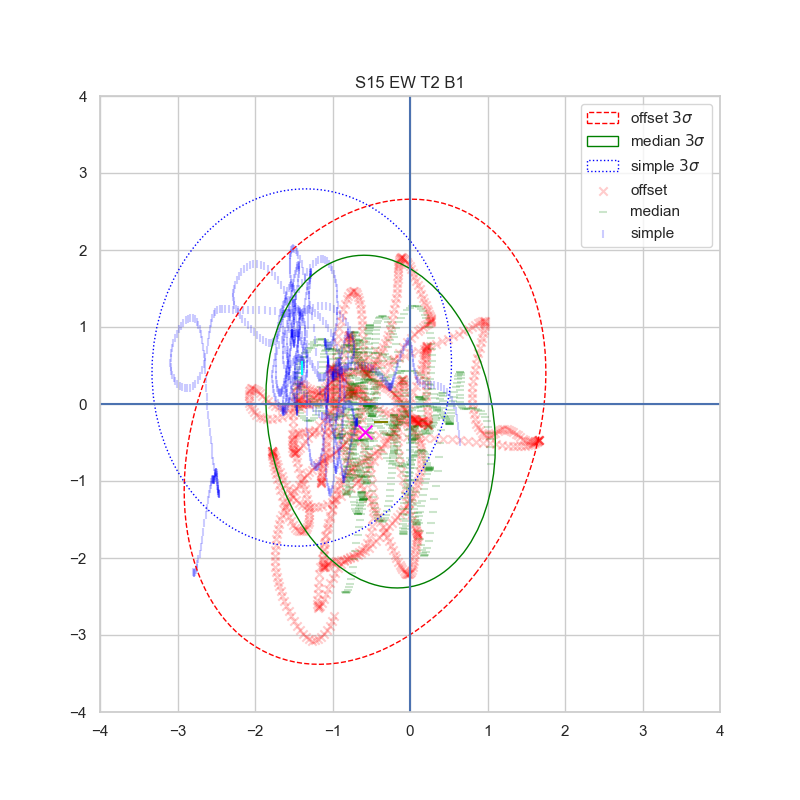 S15 EW T2 B1
offset 3σ
median 3σ
simple 3σ
offset
median
simple
4
3
2
1
0
−1
−2
−3
−4
−4 −3 −2 −1 0 1 2 3 4